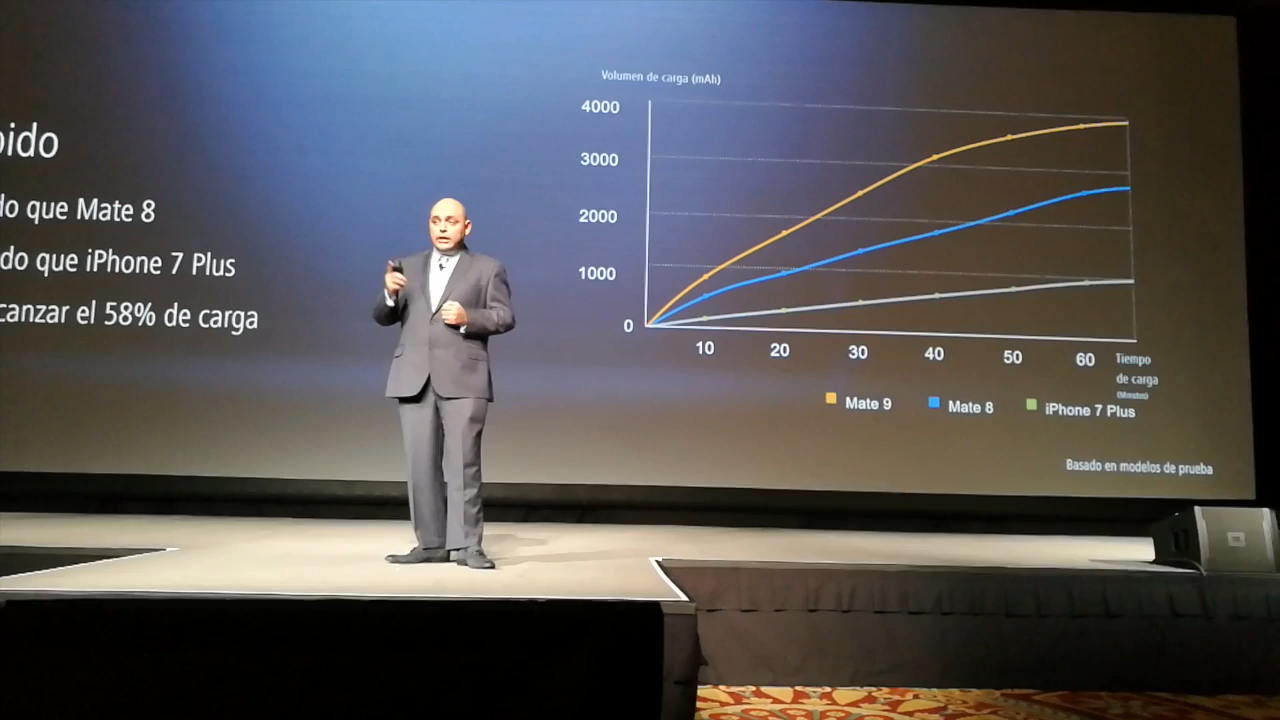 ido
do que Mate 8
do que iPhone 7 Plus
canzar el 58% de carga
Volumen de carga (mAh)
4000
3000
2000
1000
0
10 20 30 40 50 60
Tiempo
de carga
(Minutos)
Mate 9 Mate 8 iPhone 7 Plus
Basado en modelos de prueba